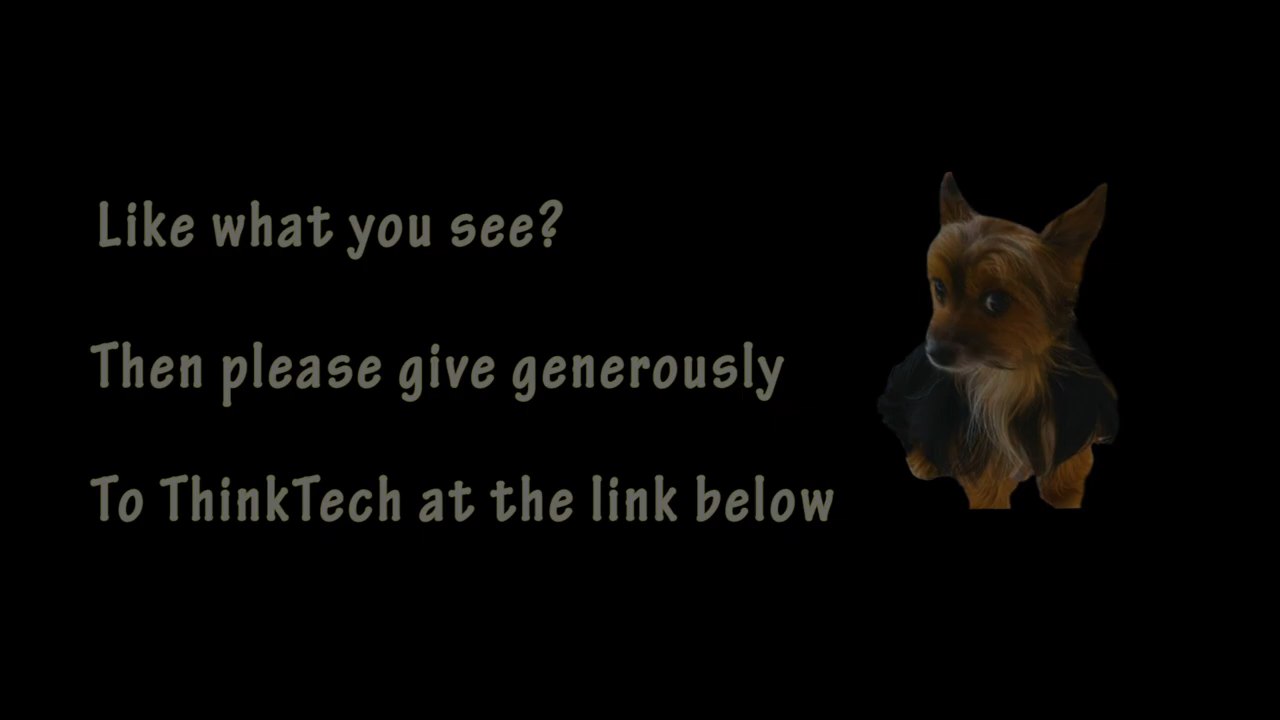 Like what you see?
Then please give generously
To ThinkTech at the link below